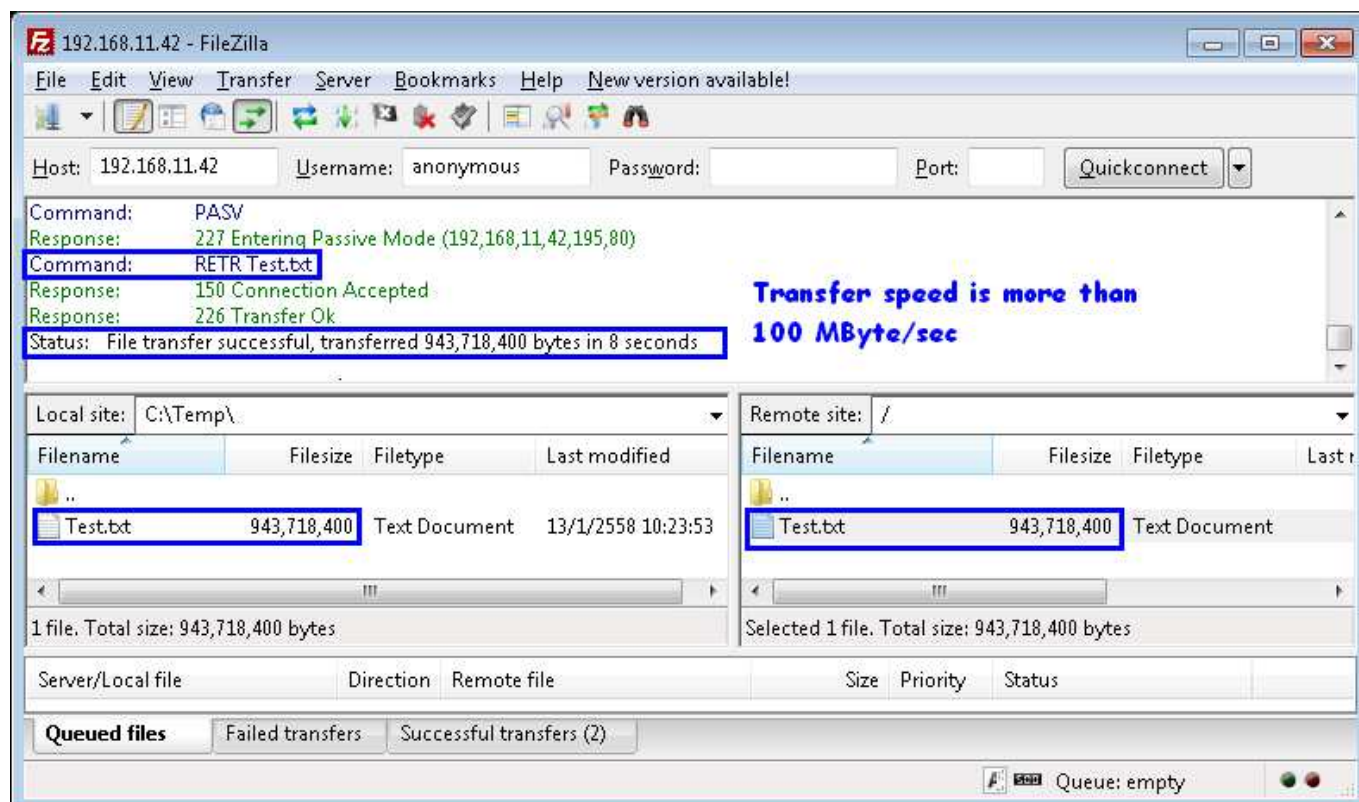 192.168.11.42 - FileZilla
File Edit View Transfer Server Bookmarks Help New version available!
Host: 192.168.11.42 Username: anonymous Password: Port: Quickconnect
Command: PASV
Response: 227 Entering Passive Mode (192,168,11,42,195,80)
Command: RETR Test.txt
Response: 150 Connection Accepted
Response: 226 Transfer Ok
Status: File transfer successful, transferred 943,718,400 bytes in 8 seconds
Transfer speed is more than
100 MByte/sec
Local site: C:\Temp\
Filename Filesize Filetype Last modified
..
Test.txt 943,718,400 Text Document 13/1/2558 10:23:53
1 file. Total size: 943,718,400 bytes
Remote site: /
Filename Filesize Filetype Last
..
Test.txt 943,718,400 Text Document
Selected 1 file. Total size: 943,718,400 bytes
Server/Local file Direction Remote file Size Priority Status
Queued files Failed transfers Successful transfers (2)
Queue: empty